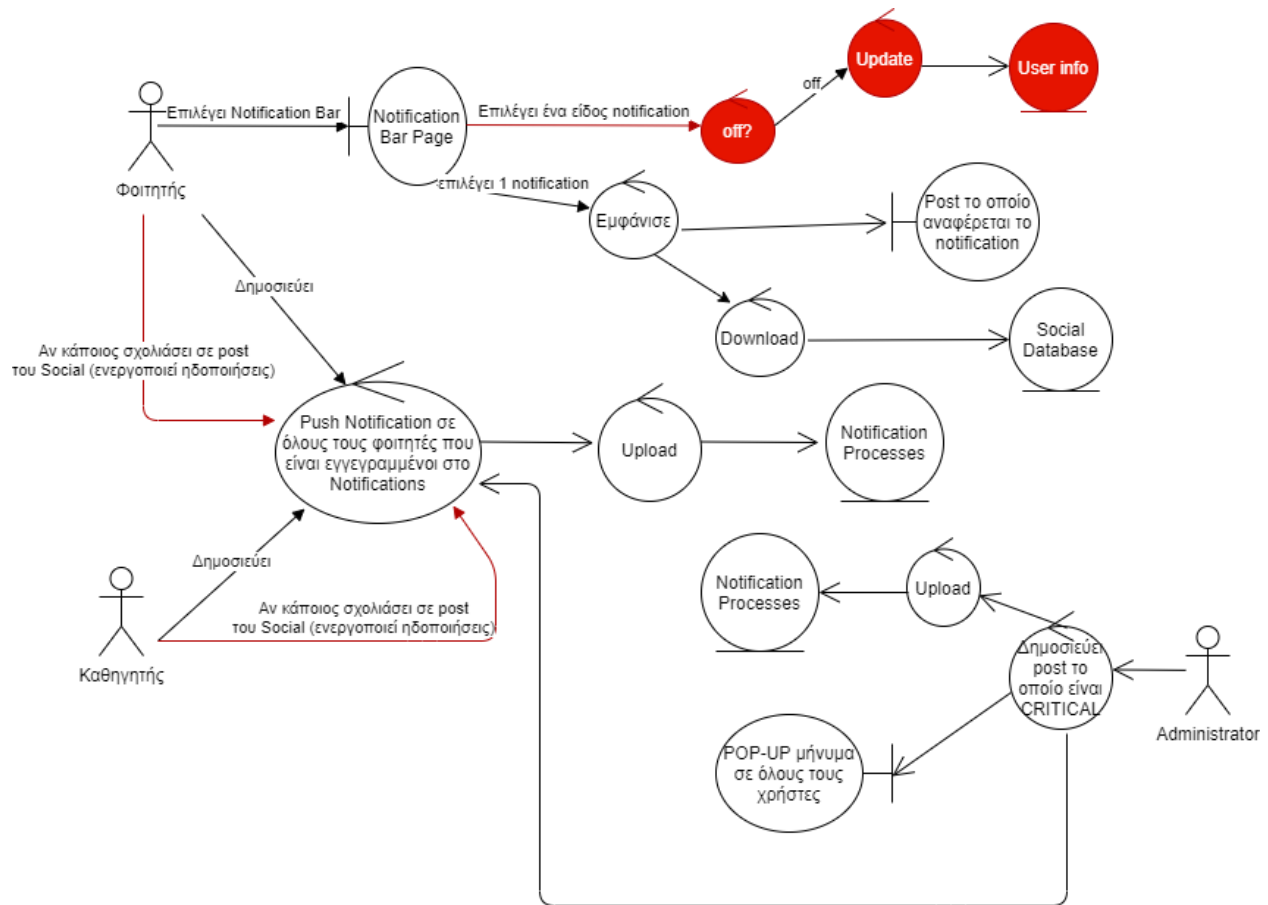 Update
User info
off
Επιλέγει Notification Bar
Notification
Bar Page
Επιλέγει ένα είδος notification
off?
Φοιτητής
επιλέγει 1 notification
Εμφάνισε
Post το οποίο
αναφέρεται το
notification
Δημοσιεύει
Download
Social
Database
Αν κάποιος σχολιάσει σε post
του Social (ενεργοποιεί ηδοποιήσεις)
Push Notification σε
όλους τους φοιτητές που
είναι εγγεγραμμένοι στο
Notifications
Upload
Notification
Processes
Δημοσιεύει
Αν κάποιος σχολιάσει σε post
του Social (ενεργοποιεί ηδοποιήσεις)
Καθηγητής
Notification
Processes
Upload
Δημοσιεύει
post το
οποίο είναι
CRITICAL
Administrator
POP-UP μήνυμα
σε όλους τους
χρήστες